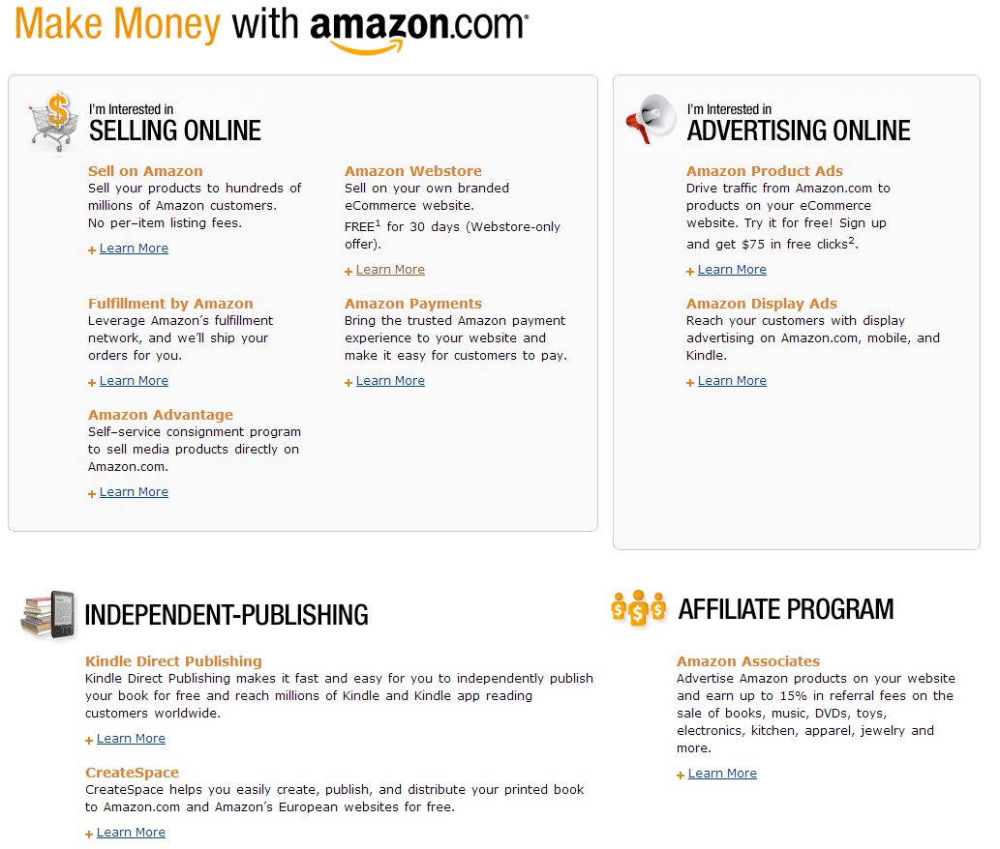 Make Money with amazon.com®
I'm Interested in
SELLING ONLINE
Sell on Amazon
Sell your products to hundreds of
millions of Amazon customers.
No per–item listing fees.
+ Learn More
Amazon Webstore
Sell on your own branded
eCommerce website.
FREE¹ for 30 days (Webstore-only
offer).
+ Learn More
Fulfillment by Amazon
Leverage Amazon's fulfillment
network, and we'll ship your
orders for you.
+ Learn More
Amazon Payments
Bring the trusted Amazon payment
experience to your website and
make it easy for customers to pay.
+ Learn More
Amazon Advantage
Self–service consignment program
to sell media products directly on
Amazon.com.
+ Learn More
I'm Interested in
ADVERTISING ONLINE
Amazon Product Ads
Drive traffic from Amazon.com to
products on your eCommerce
website. Try it for free! Sign up
and get $75 in free clicks².
+ Learn More
Amazon Display Ads
Reach your customers with display
advertising on Amazon.com, mobile, and
Kindle.
+ Learn More
INDEPENDENT-PUBLISHING
Kindle Direct Publishing
Kindle Direct Publishing makes it fast and easy for you to independently publish
your book for free and reach millions of Kindle and Kindle app reading
customers worldwide.
+ Learn More
CreateSpace
CreateSpace helps you easily create, publish, and distribute your printed book
to Amazon.com and Amazon's European websites for free.
+ Learn More
AFFILIATE PROGRAM
Amazon Associates
Advertise Amazon products on your website
and earn up to 15% in referral fees on the
sale of books, music, DVDs, toys,
electronics, kitchen, apparel, jewelry and
more.
+ Learn More